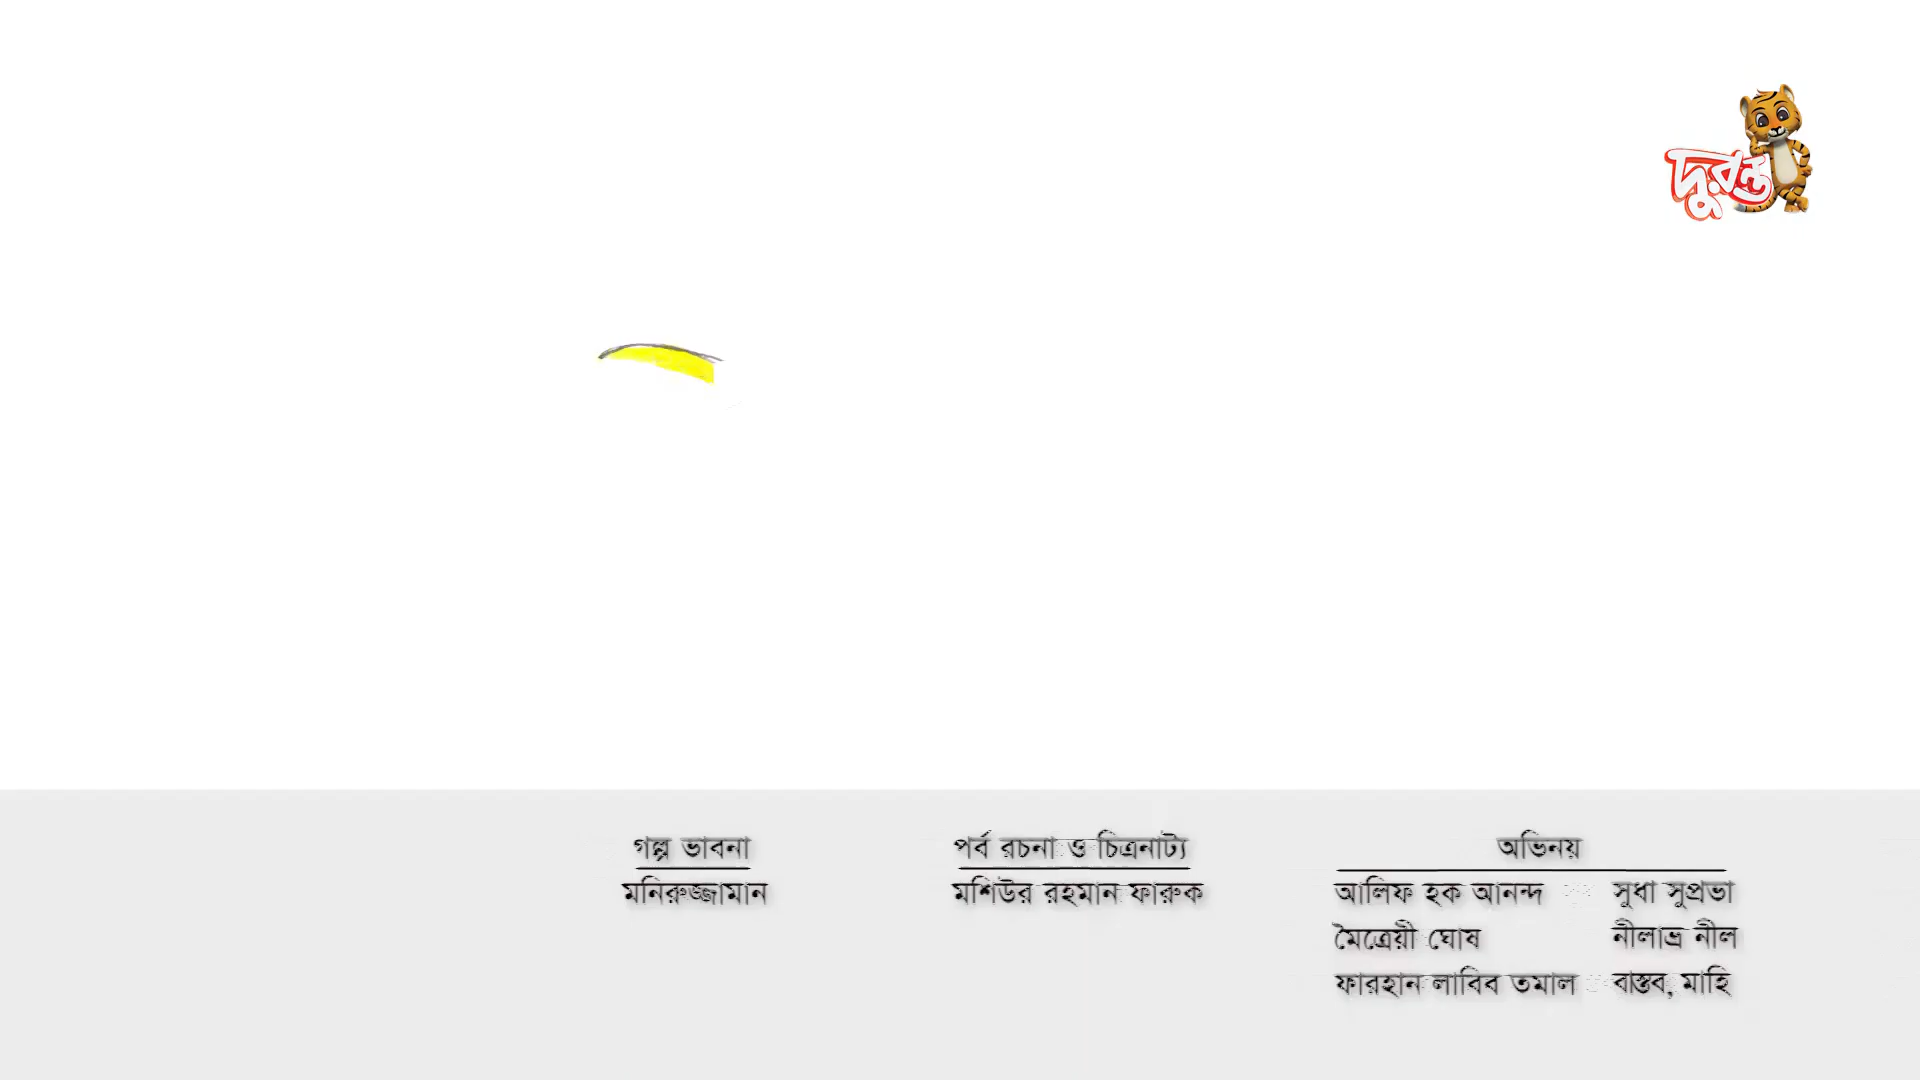 দুরন্ত
গল্প ভাবনা
মনিরুজ্জামান
পর্ব রচনা ও চিত্রনাট্য
মশিউর রহমান ফারুক
অভিনয়
আলিফ হক আনন্দ সুধা সুপ্রভা
মৈত্রেয়ী ঘোষ নীলাভ্র নীল
ফারহান লাবিব তমাল বাস্তব, মাহি